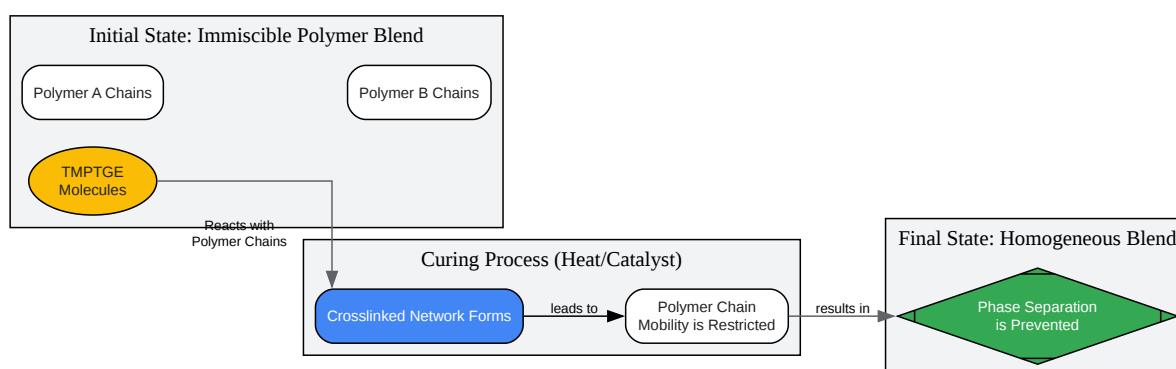 Initial State: Immiscible Polymer Blend
Polymer A Chains
Polymer B Chains
TMPTGE
Molecules
Reacts with
Polymer Chains
Curing Process (Heat/Catalyst)
Crosslinked Network Forms
leads to
Polymer Chain
Mobility is Restricted
results in
Final State: Homogeneous Blend
Phase Separation
is Prevented